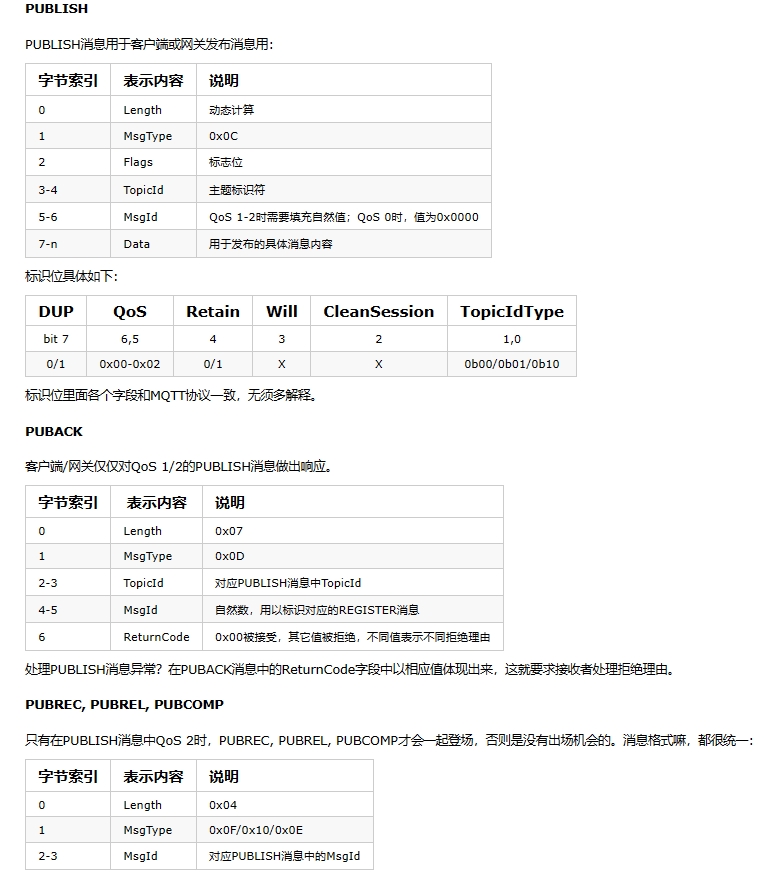 PUBLISH
PUBLISH消息用于客户端或网关发布消息用：
字节索引 表示内容 说明
0 Length 动态计算
1 MsgType 0x0C
2 Flags 标志位
3-4 TopicId 主题标识符
5-6 MsgId QoS 1-2时需要填充自然值；QoS 0时，值为0x0000
7-n Data 用于发布的具体消息内容
标识位具体如下：
DUP QoS Retain Will CleanSession TopicIdType
bit 7 6,5 4 3 2 1,0
0/1 0x00-0x02 0/1 X X 0b00/0b01/0b10
标识位里面各个字段和MQTT协议一致，无须多解释。
PUBACK
客户端/网关仅仅对QoS 1/2的PUBLISH消息做出响应。
字节索引 表示内容 说明
0 Length 0x07
1 MsgType 0x0D
2-3 TopicId 对应PUBLISH消息中TopicId
4-5 MsgId 自然数，用以标识对应的REGISTER消息
6 ReturnCode 0x00被接受，其它值被拒绝，不同值表示不同拒绝理由
处理PUBLISH消息异常？在PUBACK消息中的ReturnCode字段中以相应值体现出来，这就要求接收者处理拒绝理由。
PUBREC, PUBREL, PUBCOMP
只有在PUBLISH消息中QoS 2时，PUBREC, PUBREL, PUBCOMP才会一起登场，否则是没有出场机会的。消息格式嘛，都很统一：
字节索引 表示内容 说明
0 Length 0x04
1 MsgType 0x0F/0x10/0x0E
2-3 MsgId 对应PUBLISH消息中的MsgId